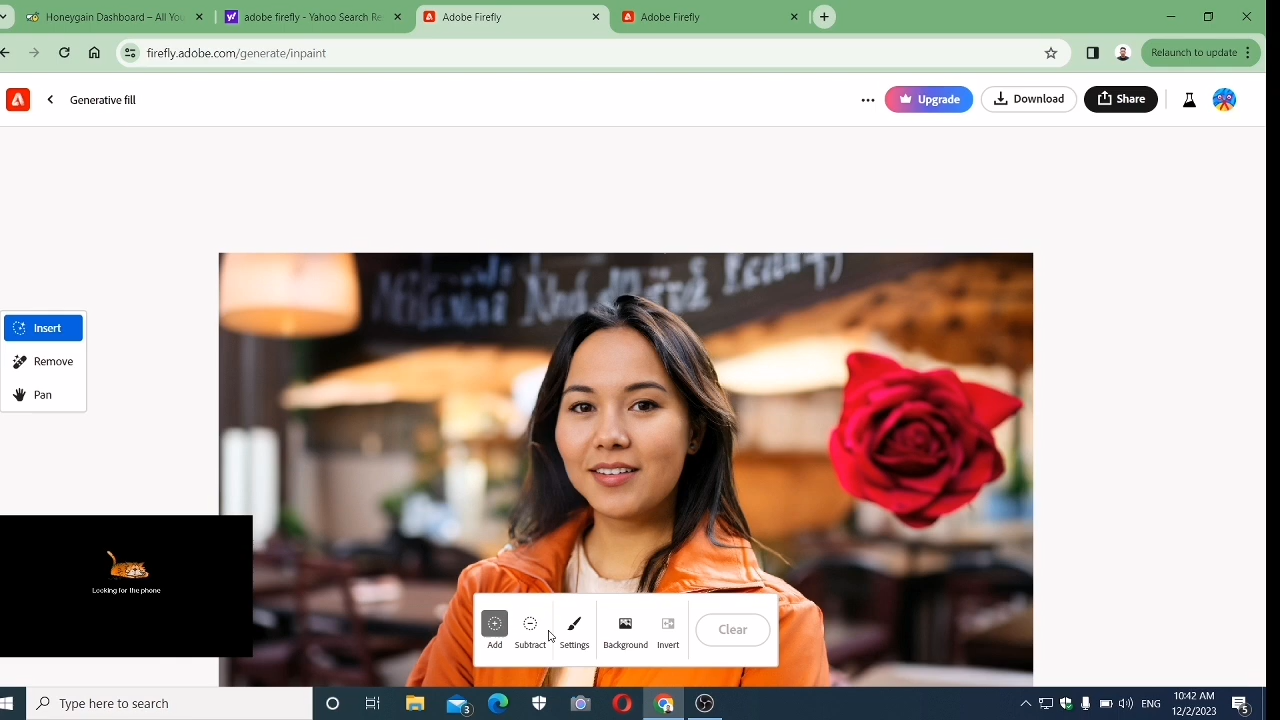 Honeygain Dashboard - All You
adobe firefly - Yahoo Search Re
Adobe Firefly
Adobe Firefly
firefly.adobe.com/generate/inpaint
Relaunch to update
Generative fill
Upgrade
Download
Share
Insert
Remove
Pan
Looking for the phone
Add
Subtract
Settings
Background
Invert
Clear
Type here to search
3
ENG
10:42 AM
12/2/2023
5